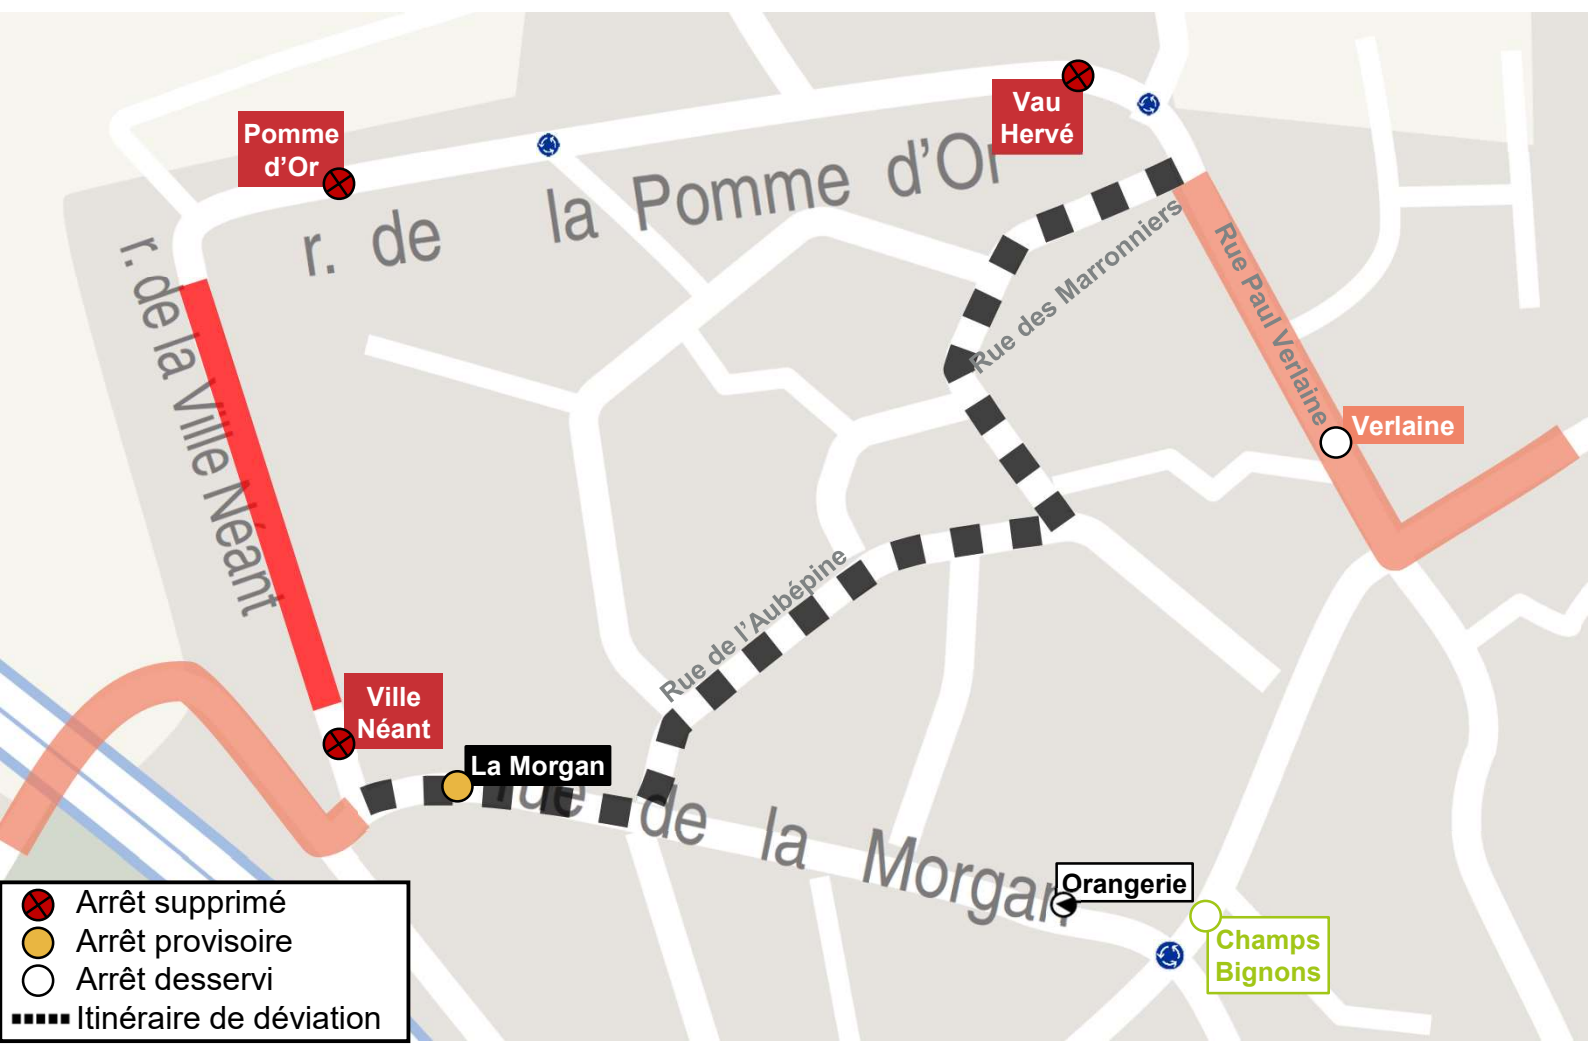 Vau
Hervé
Pomme
d'Or
r. de la Pomme d'Or
r. de la Ville Néant
Rue des Marronniers
Rue Paul Verlaine
Verlaine
Rue de l'Aubépine
Ville
Néant
La Morgan
rue de la Morgan
Orangerie
Champs
Bignons
Arrêt supprimé
Arrêt provisoire
Arrêt desservi
Itinéraire de déviation